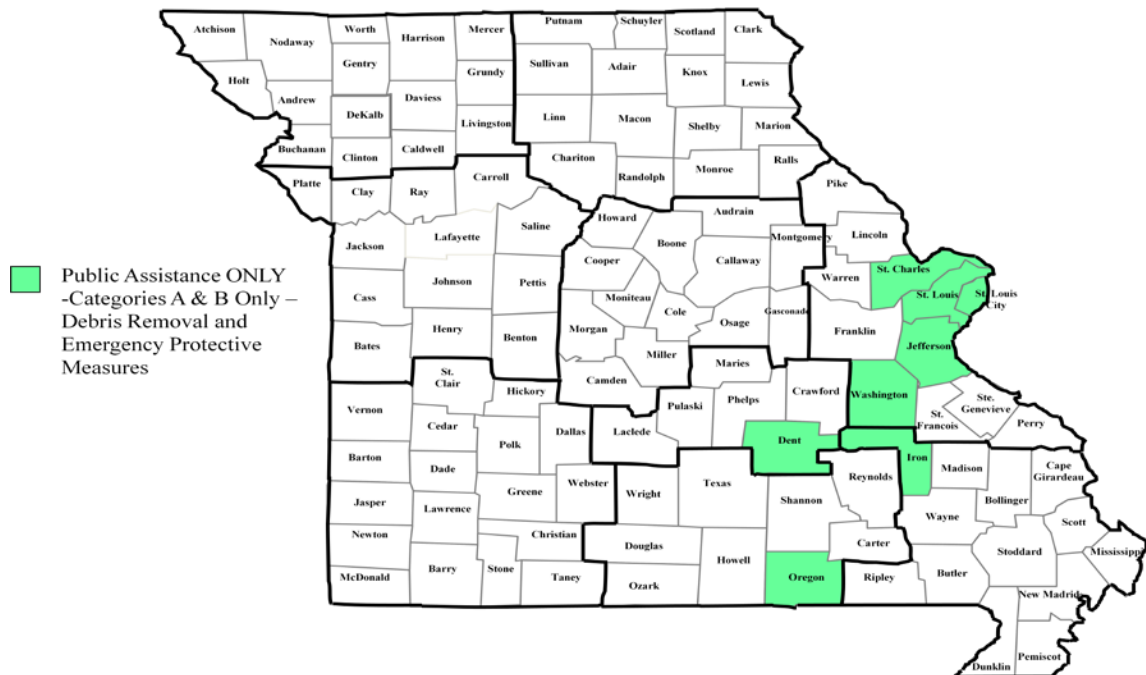 Atchison
Nodaway
Worth
Harrison
Mercer
Putnam
Schuyler
Scotland
Clark
Gentry
Grundy
Sullivan
Adair
Knox
Lewis
Holt
Andrew
DeKalb
Daviess
Livingston
Linn
Macon
Shelby
Marion
Buchanan
Clinton
Caldwell
Chariton
Randolph
Monroe
Ralls
Platte
Clay
Ray
Carroll
Pike
Jackson
Lafayette
Saline
Howard
Boone
Audrain
Montgomery
Lincoln
Cass
Johnson
Pettis
Cooper
Callaway
Warren
St. Charles
Moniteau
St. Louis
St. Louis
City
Bates
Henry
Benton
Morgan
Cole
Osage
Gasconade
Franklin
Jefferson
Miller
Camden
Maries
St.
Clair
Hickory
Pulaski
Phelps
Crawford
Washington
St.
Francois
Ste.
Genevieve
Perry
Vernon
Cedar
Polk
Dallas
Laclede
Dent
Iron
Madison
Cape
Girardeau
Barton
Dade
Greene
Webster
Wright
Texas
Shannon
Reynolds
Bollinger
Jasper
Lawrence
Wayne
Scott
Newton
Christian
Douglas
Carter
Stoddard
Mississippi
McDonald
Barry
Stone
Taney
Ozark
Howell
Oregon
Ripley
Butler
New Madrid
Dunklin
Pemiscot
Public Assistance ONLY
-Categories A & B Only –
Debris Removal and
Emergency Protective
Measures